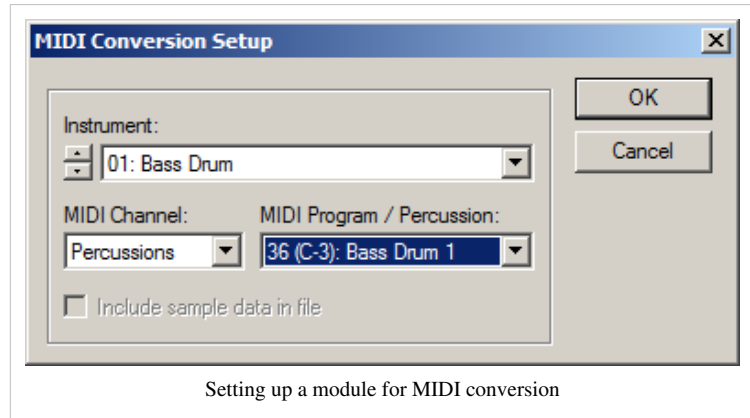 MIDI Conversion Setup
OK
Instrument:
01: Bass Drum
Cancel
MIDI Channel: MIDI Program / Percussion:
Percussions 36 (C-3): Bass Drum 1
Include sample data in file
Setting up a module for MIDI conversion